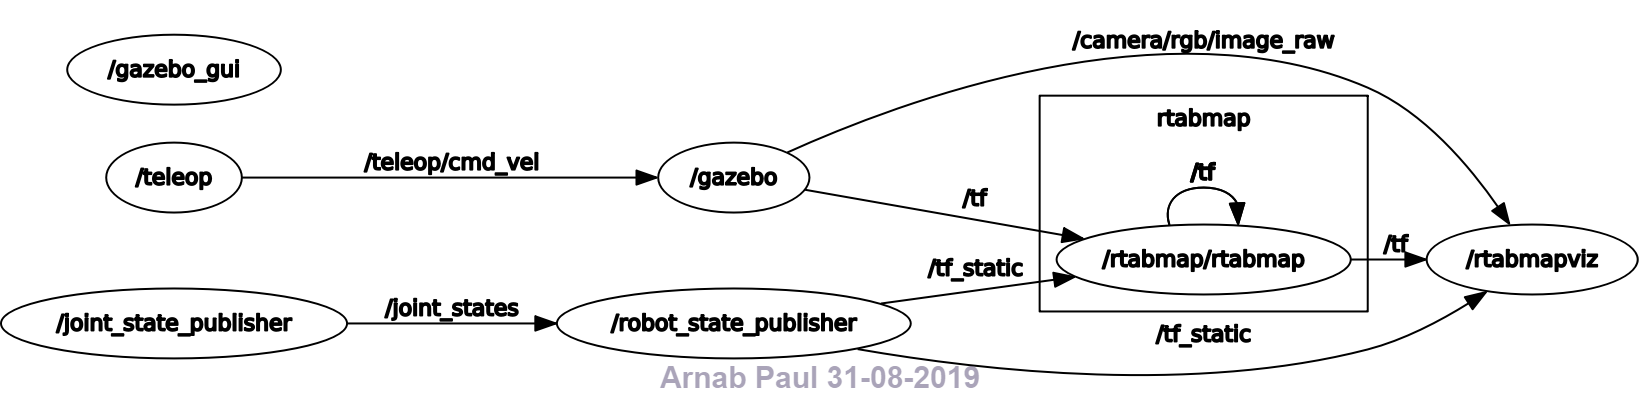 /camera/rgb/image_raw
/gazebo_gui
rtabmap
/teleop
/teleop/cmd_vel
/gazebo
/tf
/tf
/tf
/rtabmap/rtabmap
/rtabmapviz
/tf_static
/joint_state_publisher
/joint_states
/robot_state_publisher
/tf_static
Arnab Paul 31-08-2019